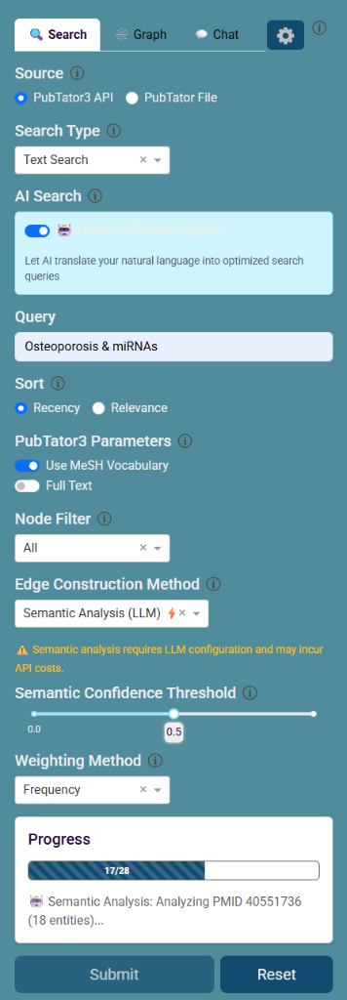 Search Graph Chat
Source
PubTator3 API PubTator File
Search Type
Text Search
AI Search
Let AI translate your natural language into optimized search
queries
Query
Osteoporosis & miRNAs
Sort
Recency Relevance
PubTator3 Parameters
Use MeSH Vocabulary
Full Text
Node Filter
All
Edge Construction Method
Semantic Analysis (LLM)
Semantic analysis requires LLM configuration and may incur
API costs.
Semantic Confidence Threshold
0.0
0.5
Weighting Method
Frequency
Progress
17/28
Semantic Analysis: Analyzing PMID 40551736
(18 entities)...
Submit Reset